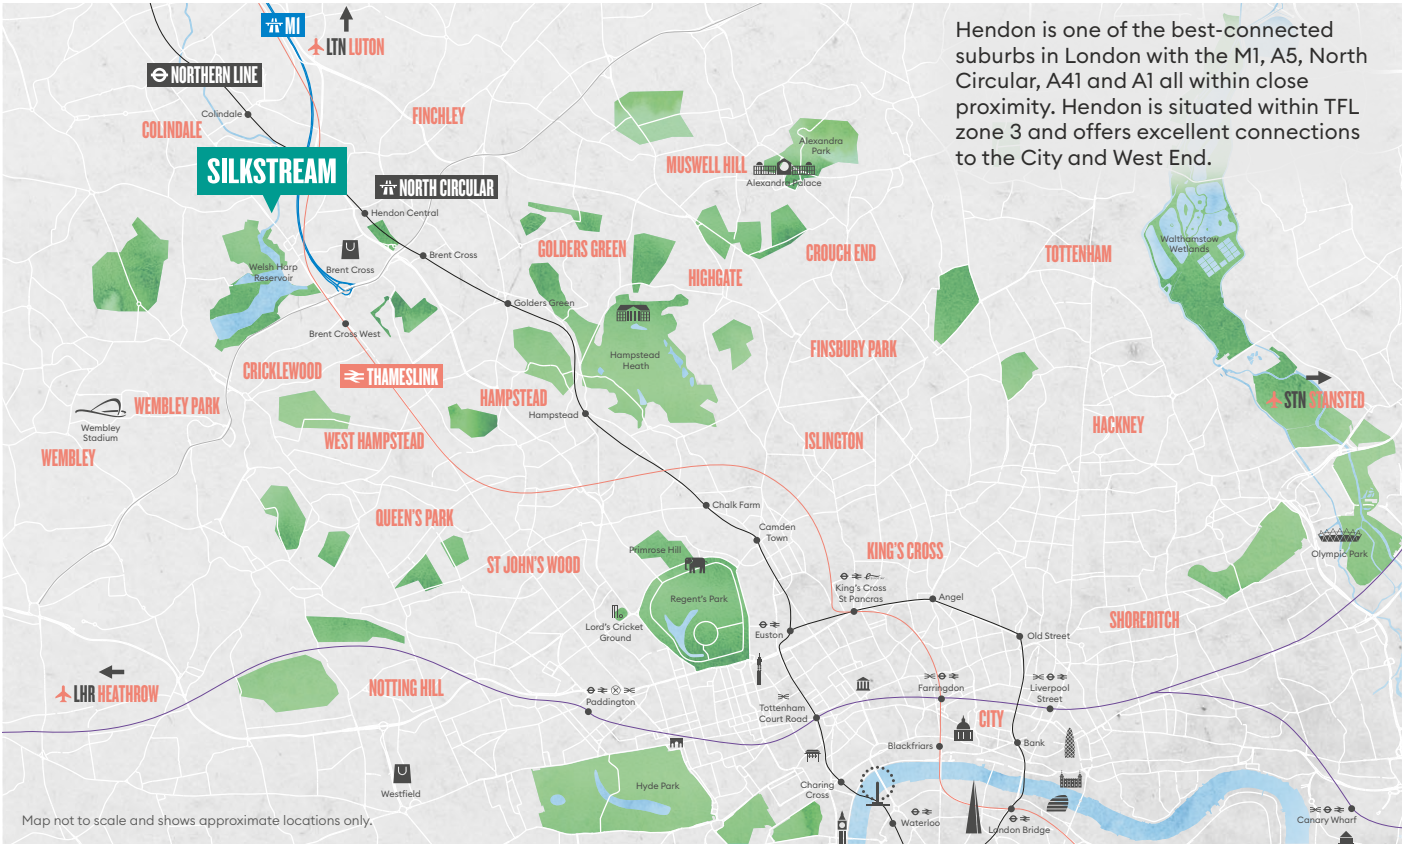 Hendon is one of the best-connected
suburbs in London with the M1, A5, North
Circular, A41 and A1 all within close
proximity. Hendon is situated within TFL
zone 3 and offers excellent connections
to the City and West End.
M1
LTN LUTON
NORTHERN LINE
Colindale
COLINDALE
FINCHLEY
SILKSTREAM
NORTH CIRCULAR
MUSWELL HILL
Alexandra
Park
Alexandra Palace
Hendon Central
Brent Cross
Brent Cross
Welsh Harp
Reservoir
GOLDERS GREEN
HIGHGATE
CROUCH END
TOTTENHAM
Walthamstow
Wetlands
Golders Green
Brent Cross West
CRICKLEWOOD
THAMESLINK
Hampstead
Heath
FINSBURY PARK
WEMBLEY PARK
Wembley
Stadium
WEMBLEY
HAMPSTEAD
Hampstead
WEST HAMPSTEAD
ISLINGTON
HACKNEY
STN STANSTED
QUEEN'S PARK
Chalk Farm
Camden
Town
ST JOHN'S WOOD
Primrose Hill
KING'S CROSS
King's Cross
St Pancras
Angel
Olympic Park
Regent's Park
Lord's Cricket
Ground
Euston
Old Street
SHOREDITCH
LHR HEATHROW
NOTTING HILL
Paddington
Tottenham
Court Road
Farringdon
Liverpool
Street
CITY
Blackfriars
Bank
Westfield
Hyde Park
Charing
Cross
Waterloo
London Bridge
Canary Wharf
Map not to scale and shows approximate locations only.